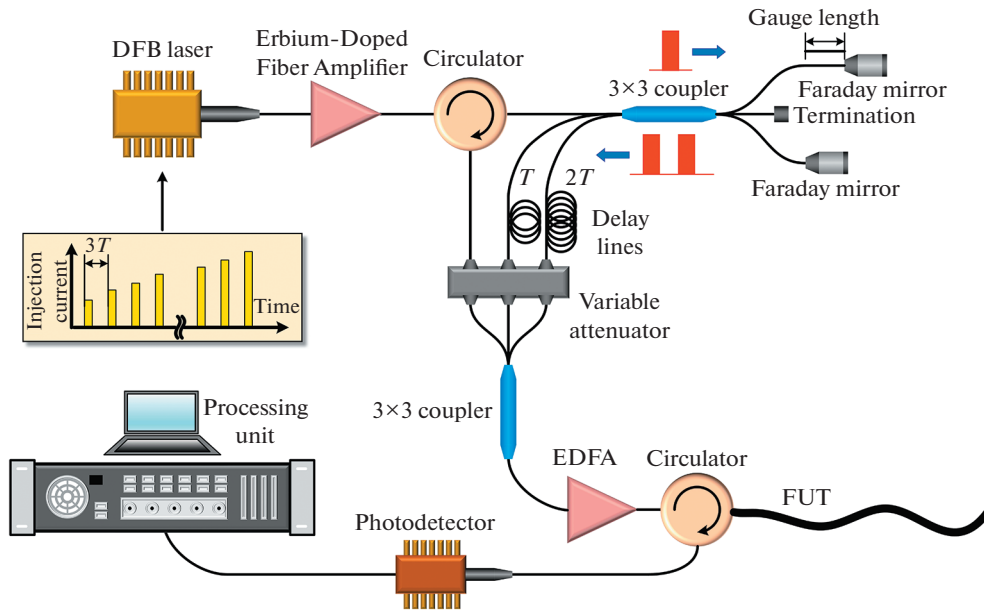 DFB laser
Erbium-Doped
Fiber Amplifier
Circulator
3×3 coupler
Gauge length
Faraday mirror
Termination
Faraday mirror
T
2T
Delay
lines
3T
Injection
current
Time
Variable
attenuator
3×3 coupler
Processing
unit
EDFA
Circulator
FUT
Photodetector